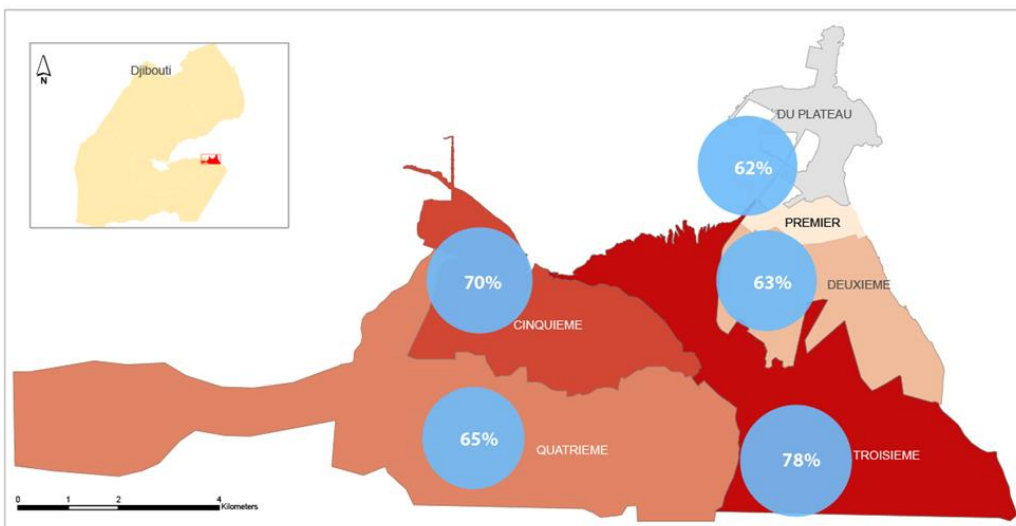 Djibouti
N
DU PLATEAU
62%
PREMIER
70%
63%
DEUXIEME
CINQUIEME
65%
QUATRIEME
78%
TROISIEME
0 1 2 4
Kilometers